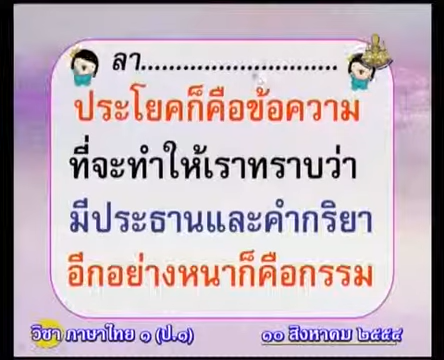 ลา..............................
ประโยคก็คือข้อความ
ที่จะทำให้เราทราบว่า
มีประธานและคำกริยา
อีกอย่างหนาก็คือกรรม
วิชา ภาษาไทย ๑ (ป.๑)
๑๐ สิงหาคม ๒๕๕๔